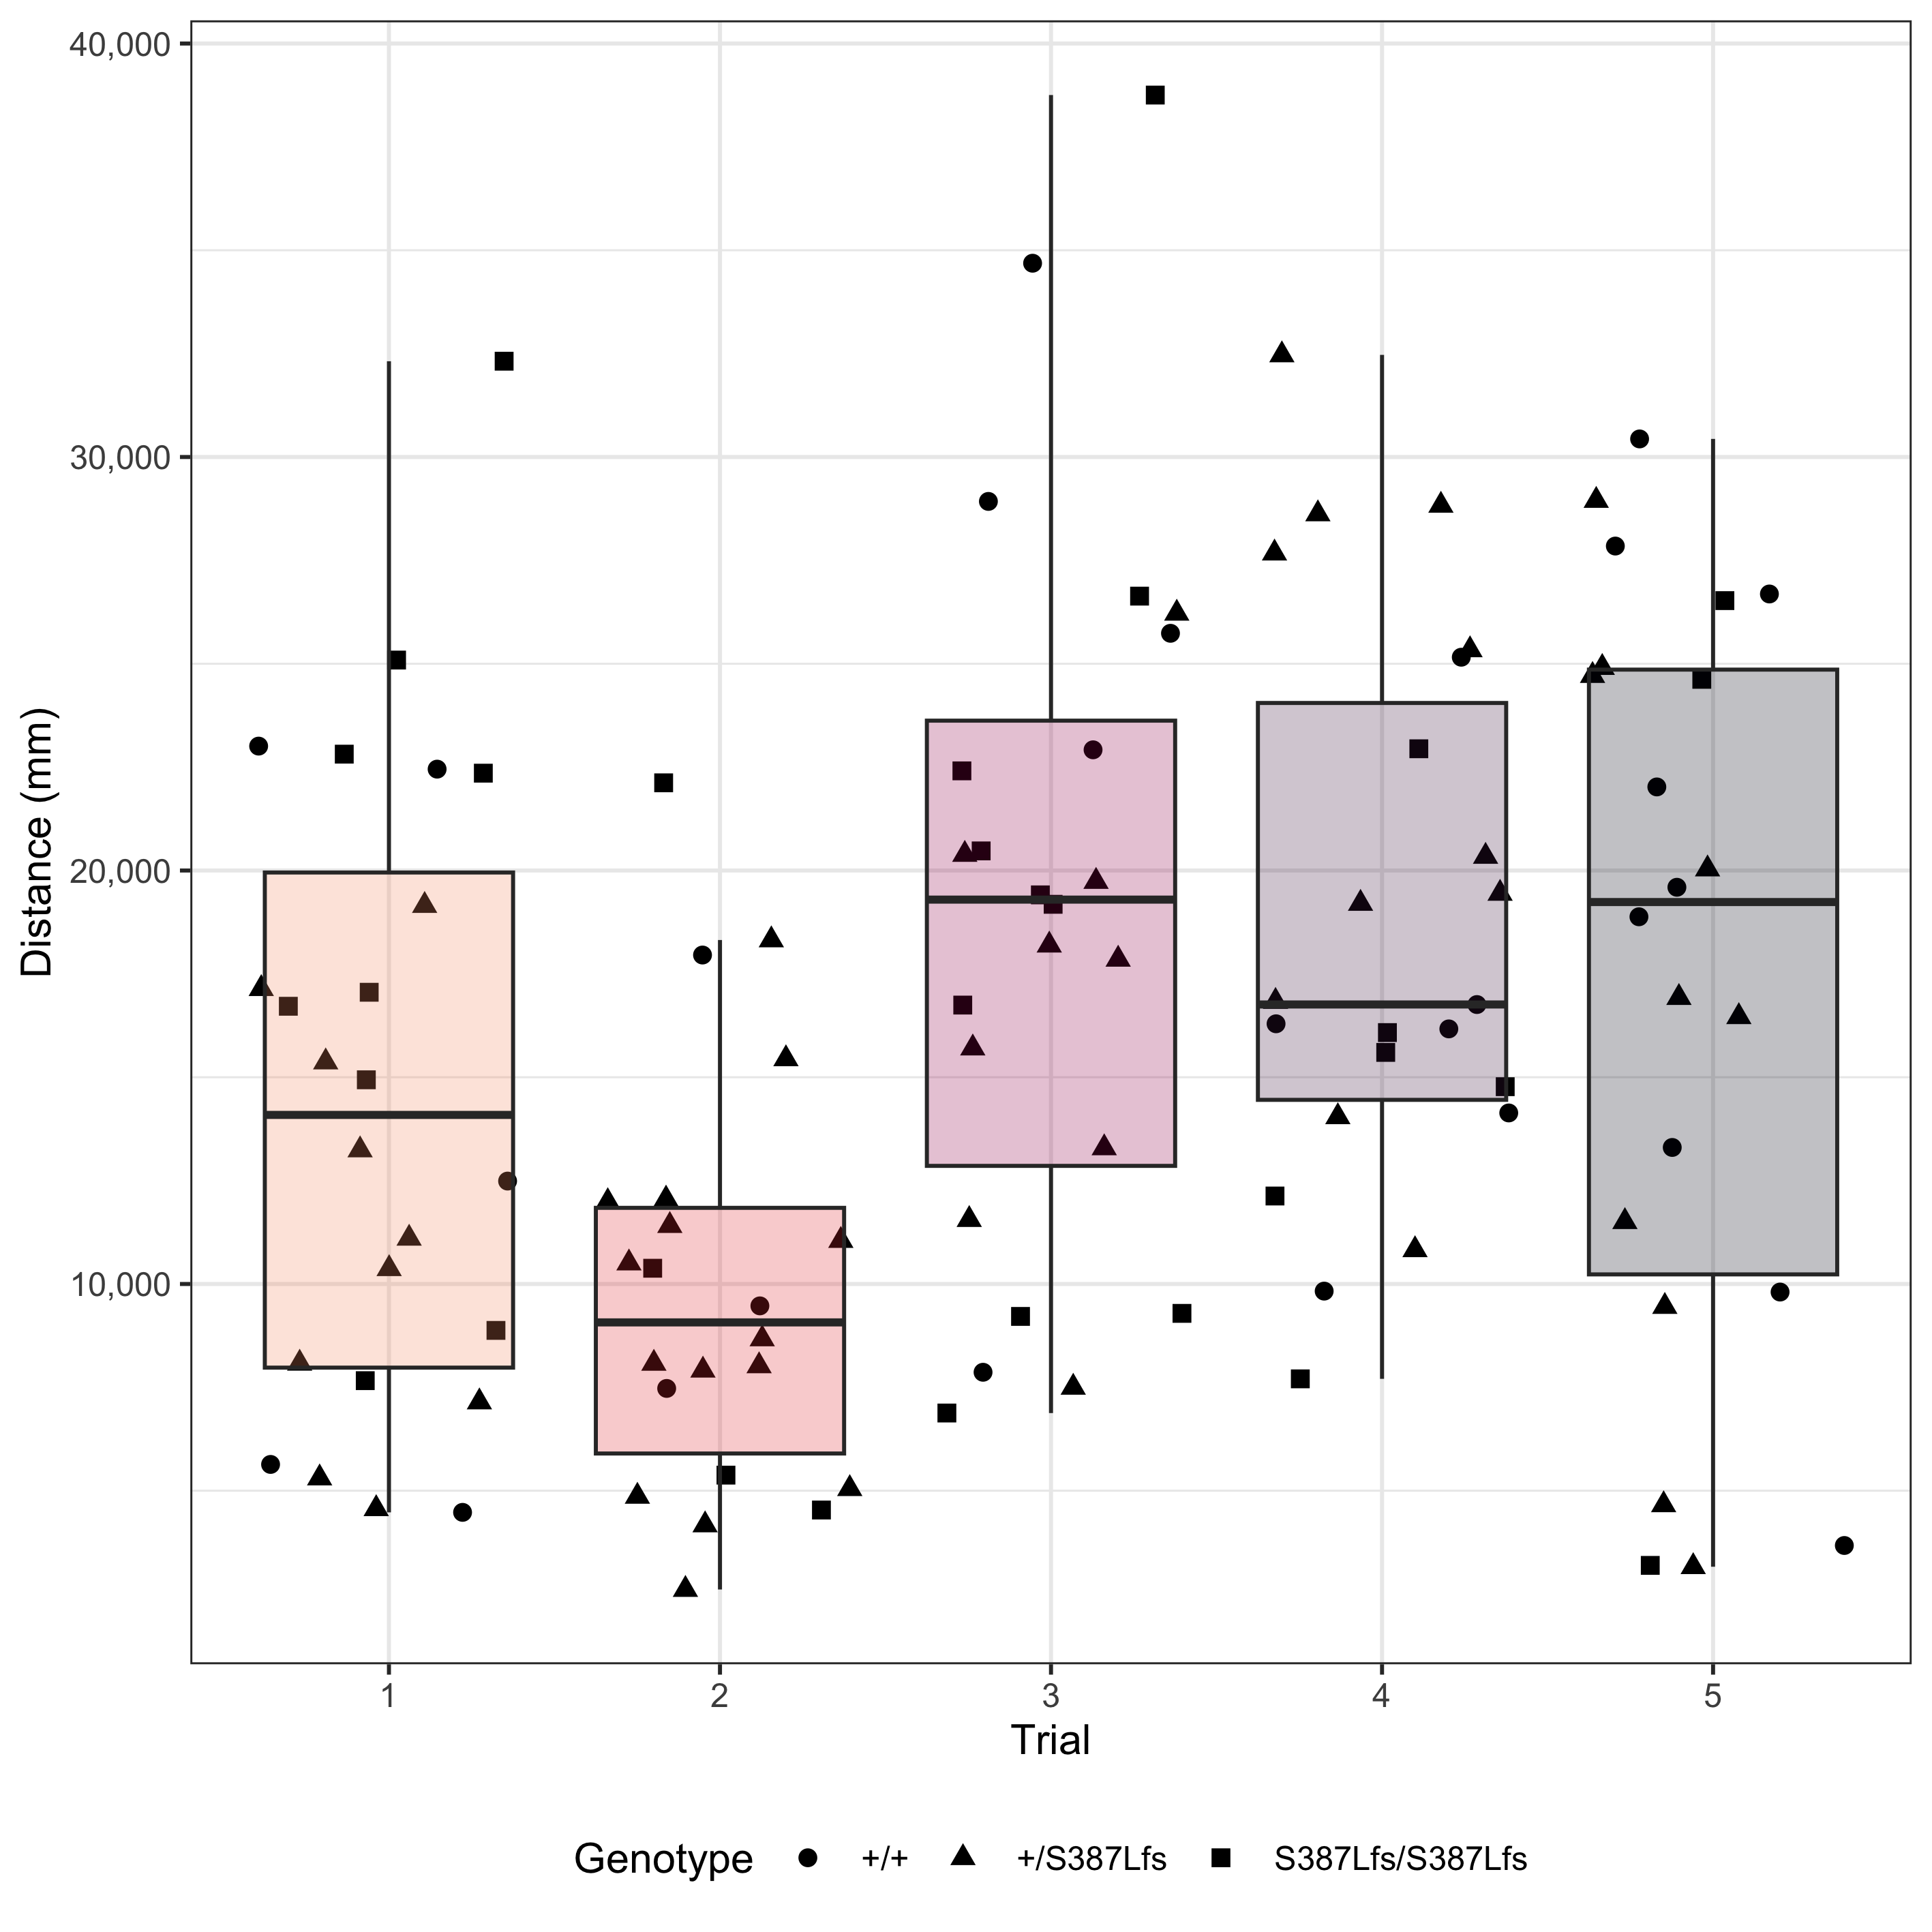 40,000
30,000
20,000
10,000
Distance (mm)
1 2 3 4 5
Trial
Genotype +/+ +/S387Lfs S387Lfs/S387Lfs